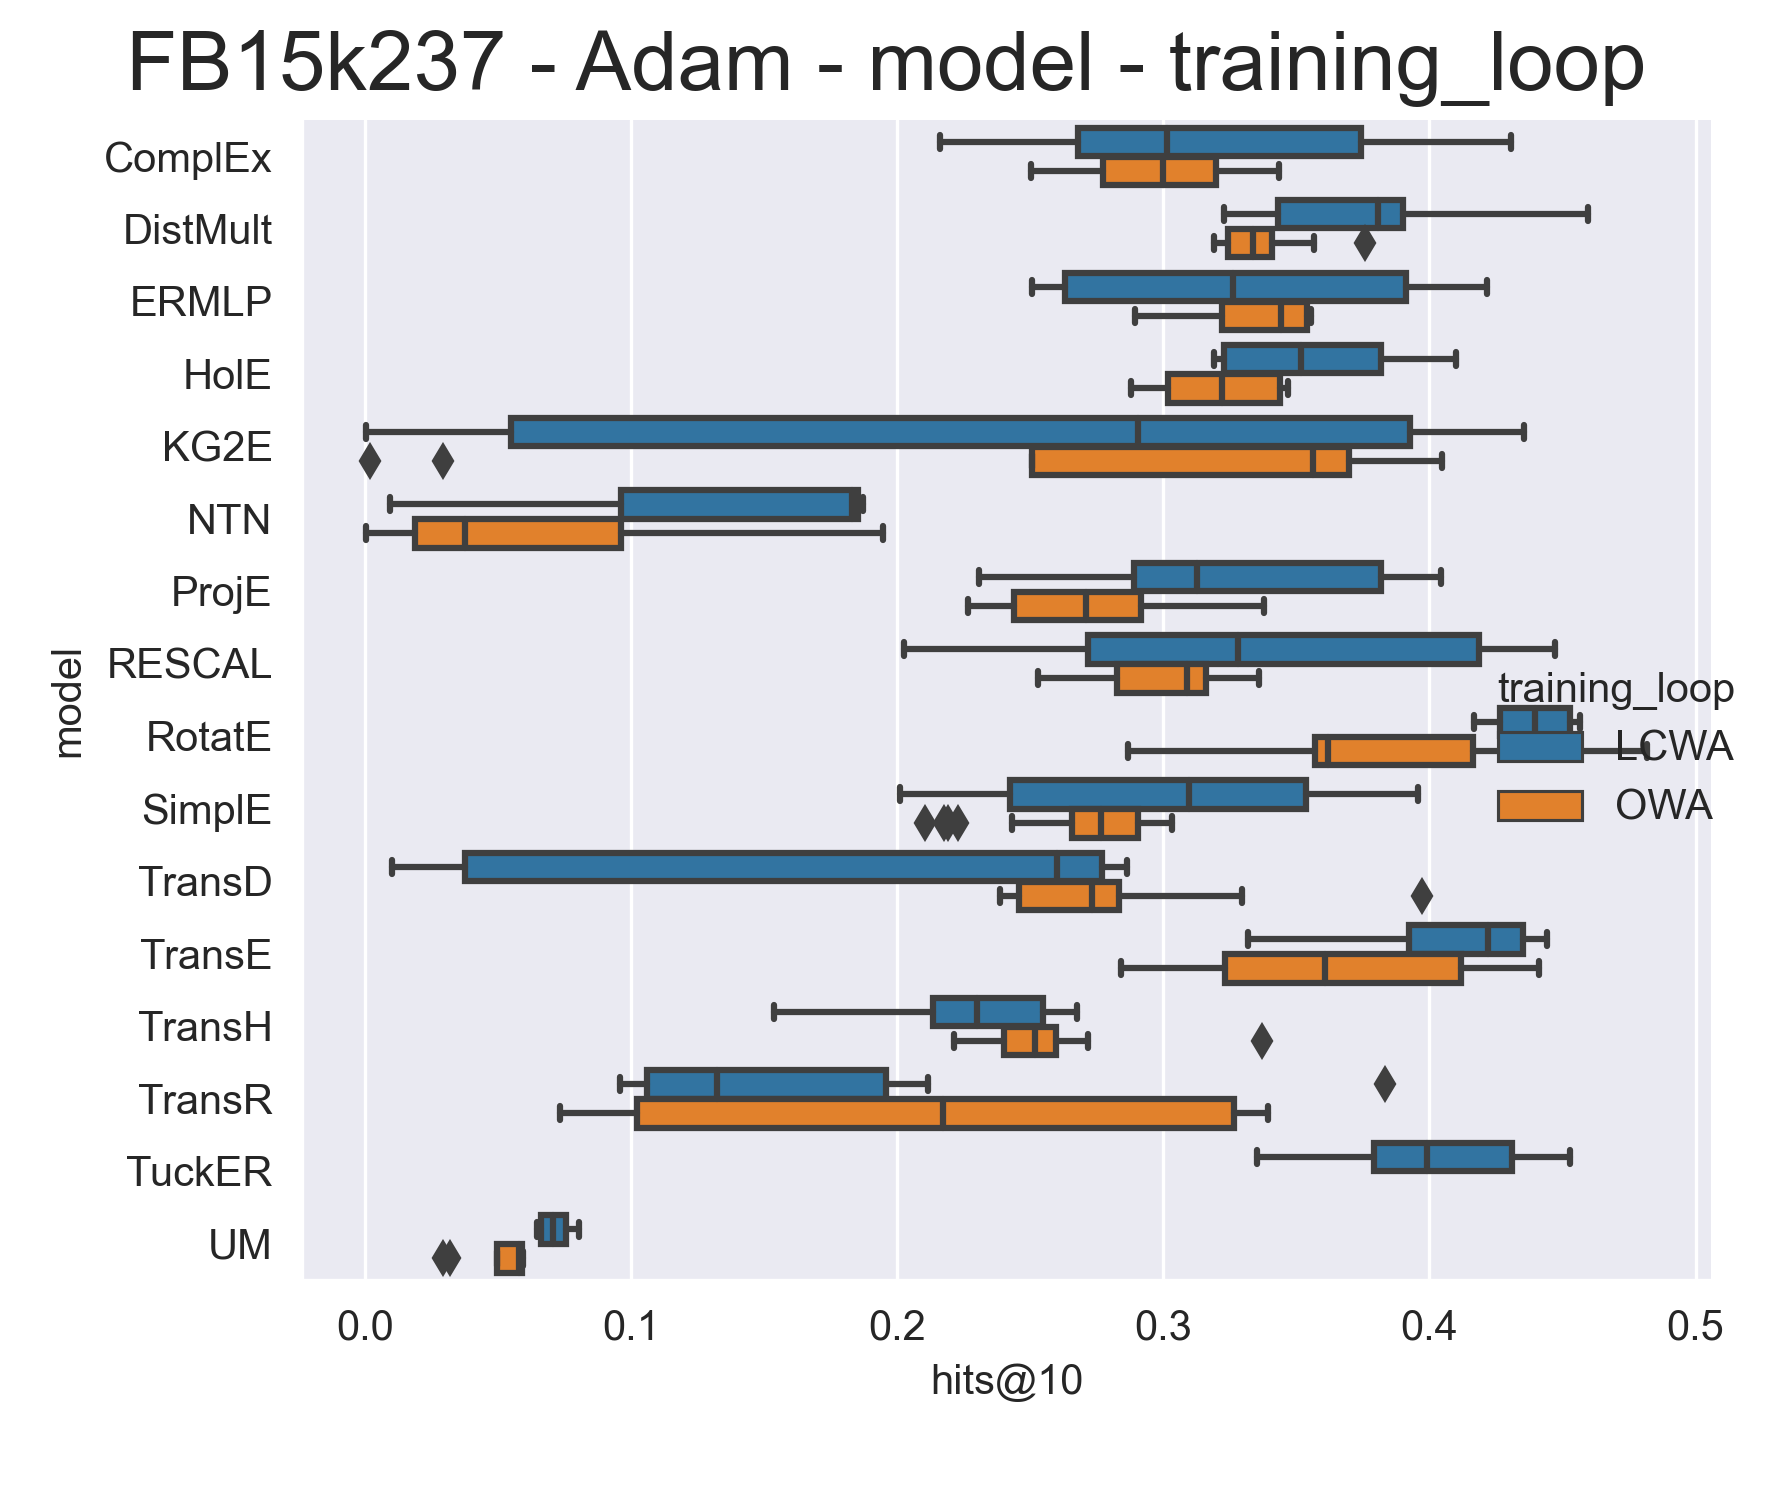 FB15k237 - Adam - model - training_loop
ComplEx
DistMult
ERMLP
HolE
KG2E
NTN
ProjE
RESCAL
RotatE
SimplE
TransD
TransE
TransH
TransR
TuckER
UM
model
training_loop
LCWA
OWA
0.0 0.1 0.2 0.3 0.4 0.5
hits@10